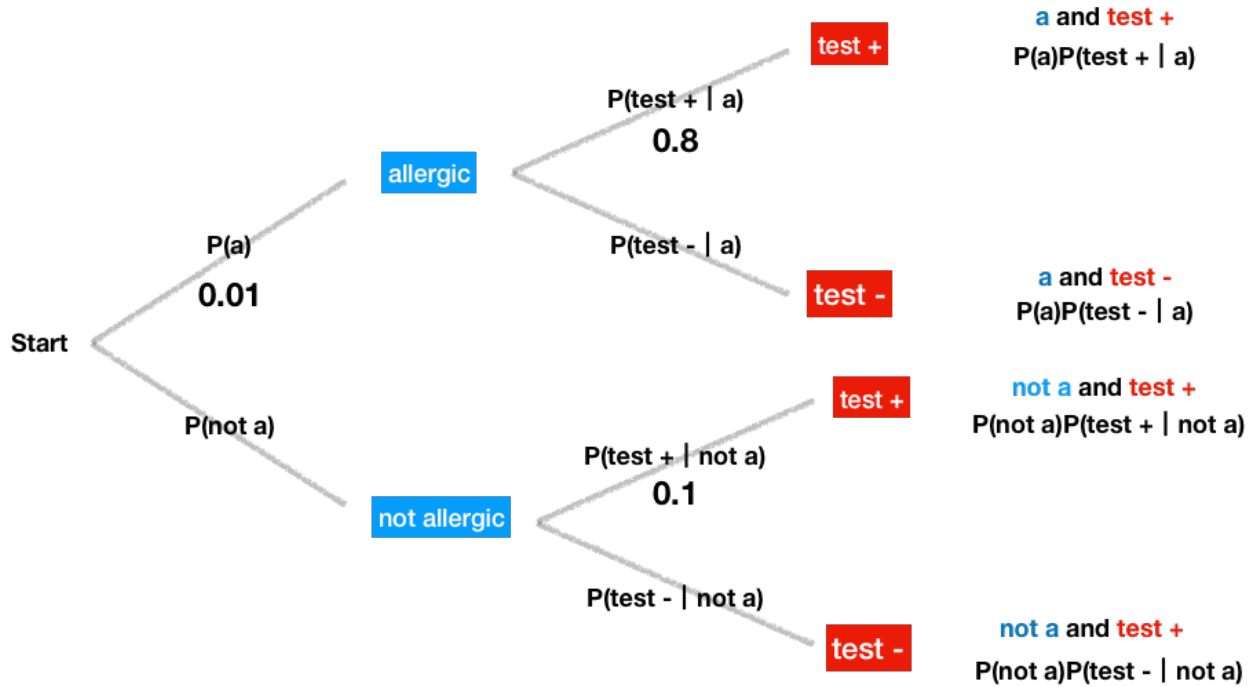 test +
a and test +
P(a)P(test + | a)
P(test + | a)
0.8
allergic
P(a)
0.01
P(test - | a)
test -
a and test -
P(a)P(test - | a)
Start
P(not a)
test +
not a and test +
P(not a)P(test + | not a)
P(test + | not a)
0.1
not allergic
P(test - | not a)
test -
not a and test +
P(not a)P(test - | not a)